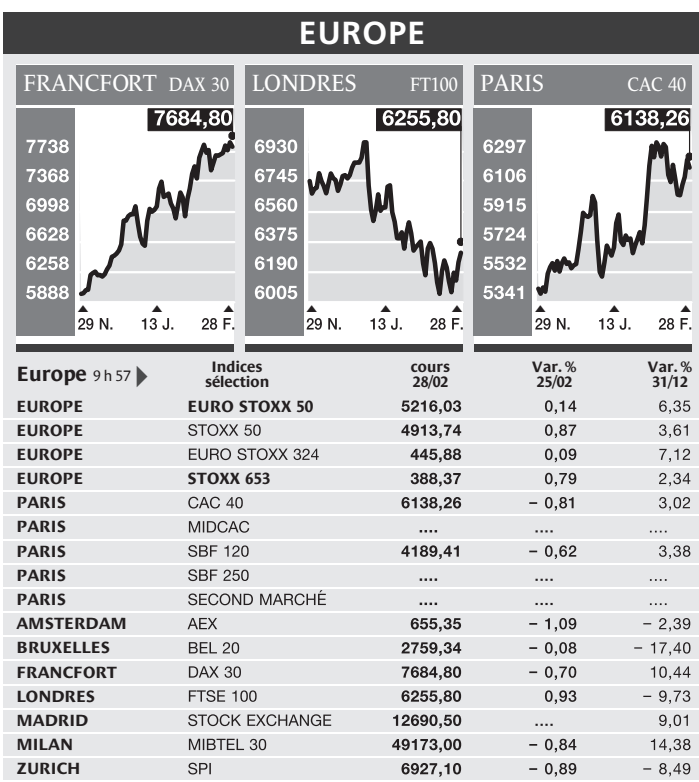 EUROPE
FRANCFORT DAX 30
7684,80
7738
7368
6998
6628
6258
5888
29 N. 13 J. 28 F.
LONDRES FT100
6255,80
6930
6745
6560
6375
6190
6005
29 N. 13 J. 28 F.
PARIS CAC 40
6138,26
6297
6106
5915
5724
5532
5341
29 N. 13 J. 28 F.
Europe 9 h 57 Indices sélection cours 28/02 Var. % 25/02 Var. % 31/12
EUROPE EURO STOXX 50 5216,03 0,14 6,35
EUROPE STOXX 50 4913,74 0,87 3,61
EUROPE EURO STOXX 324 445,88 0,09 7,12
EUROPE STOXX 653 388,37 0,79 2,34
PARIS CAC 40 6138,26 – 0,81 3,02
PARIS MIDCAC .... .... ....
PARIS SBF 120 4189,41 – 0,62 3,38
PARIS SBF 250 .... .... ....
PARIS SECOND MARCHÉ .... .... ....
AMSTERDAM AEX 655,35 – 1,09 – 2,39
BRUXELLES BEL 20 2759,34 – 0,08 – 17,40
FRANCFORT DAX 30 7684,80 – 0,70 10,44
LONDRES FTSE 100 6255,80 0,93 – 9,73
MADRID STOCK EXCHANGE 12690,50 .... 9,01
MILAN MIBTEL 30 49173,00 – 0,84 14,38
ZURICH SPI 6927,10 – 0,89 – 8,49